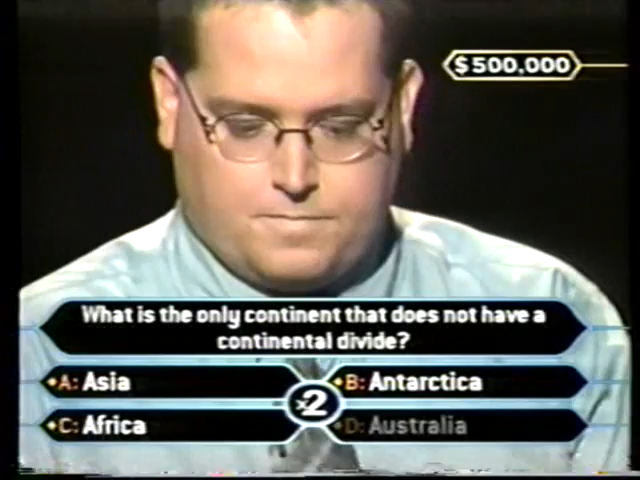 $500,000
What is the only continent that does not have a
continental divide?
A: Asia
B: Antarctica
x2
C: Africa
D: Australia